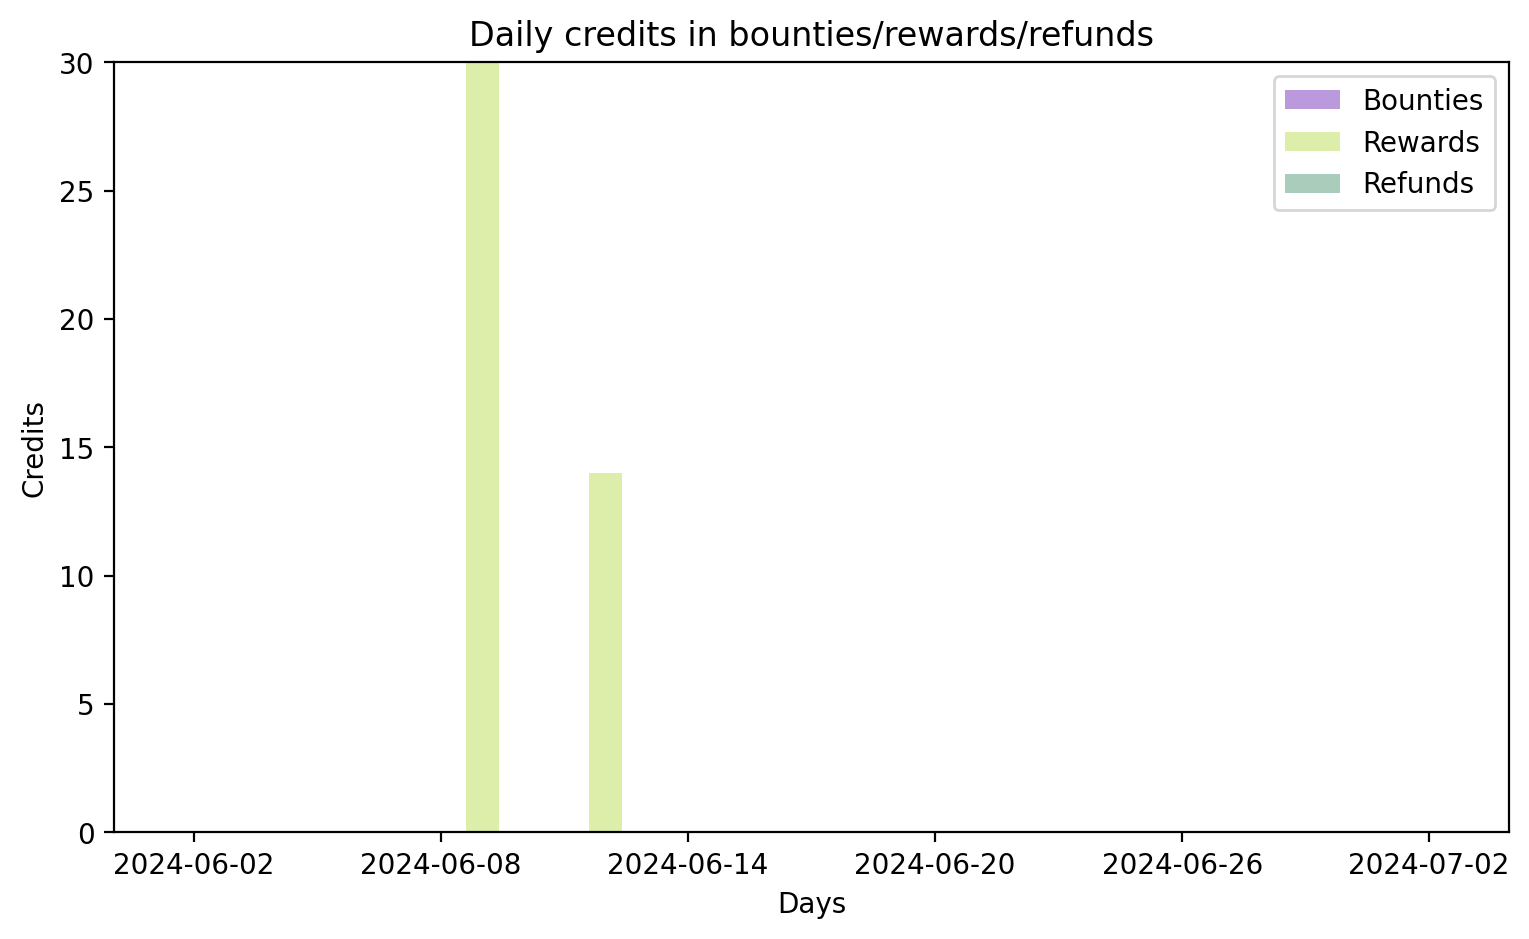 Daily credits in bounties/rewards/refunds
30
25
20
15
10
5
0
Credits
Bounties
Rewards
Refunds
2024-06-02 2024-06-08 2024-06-14 2024-06-20 2024-06-26 2024-07-02
Days